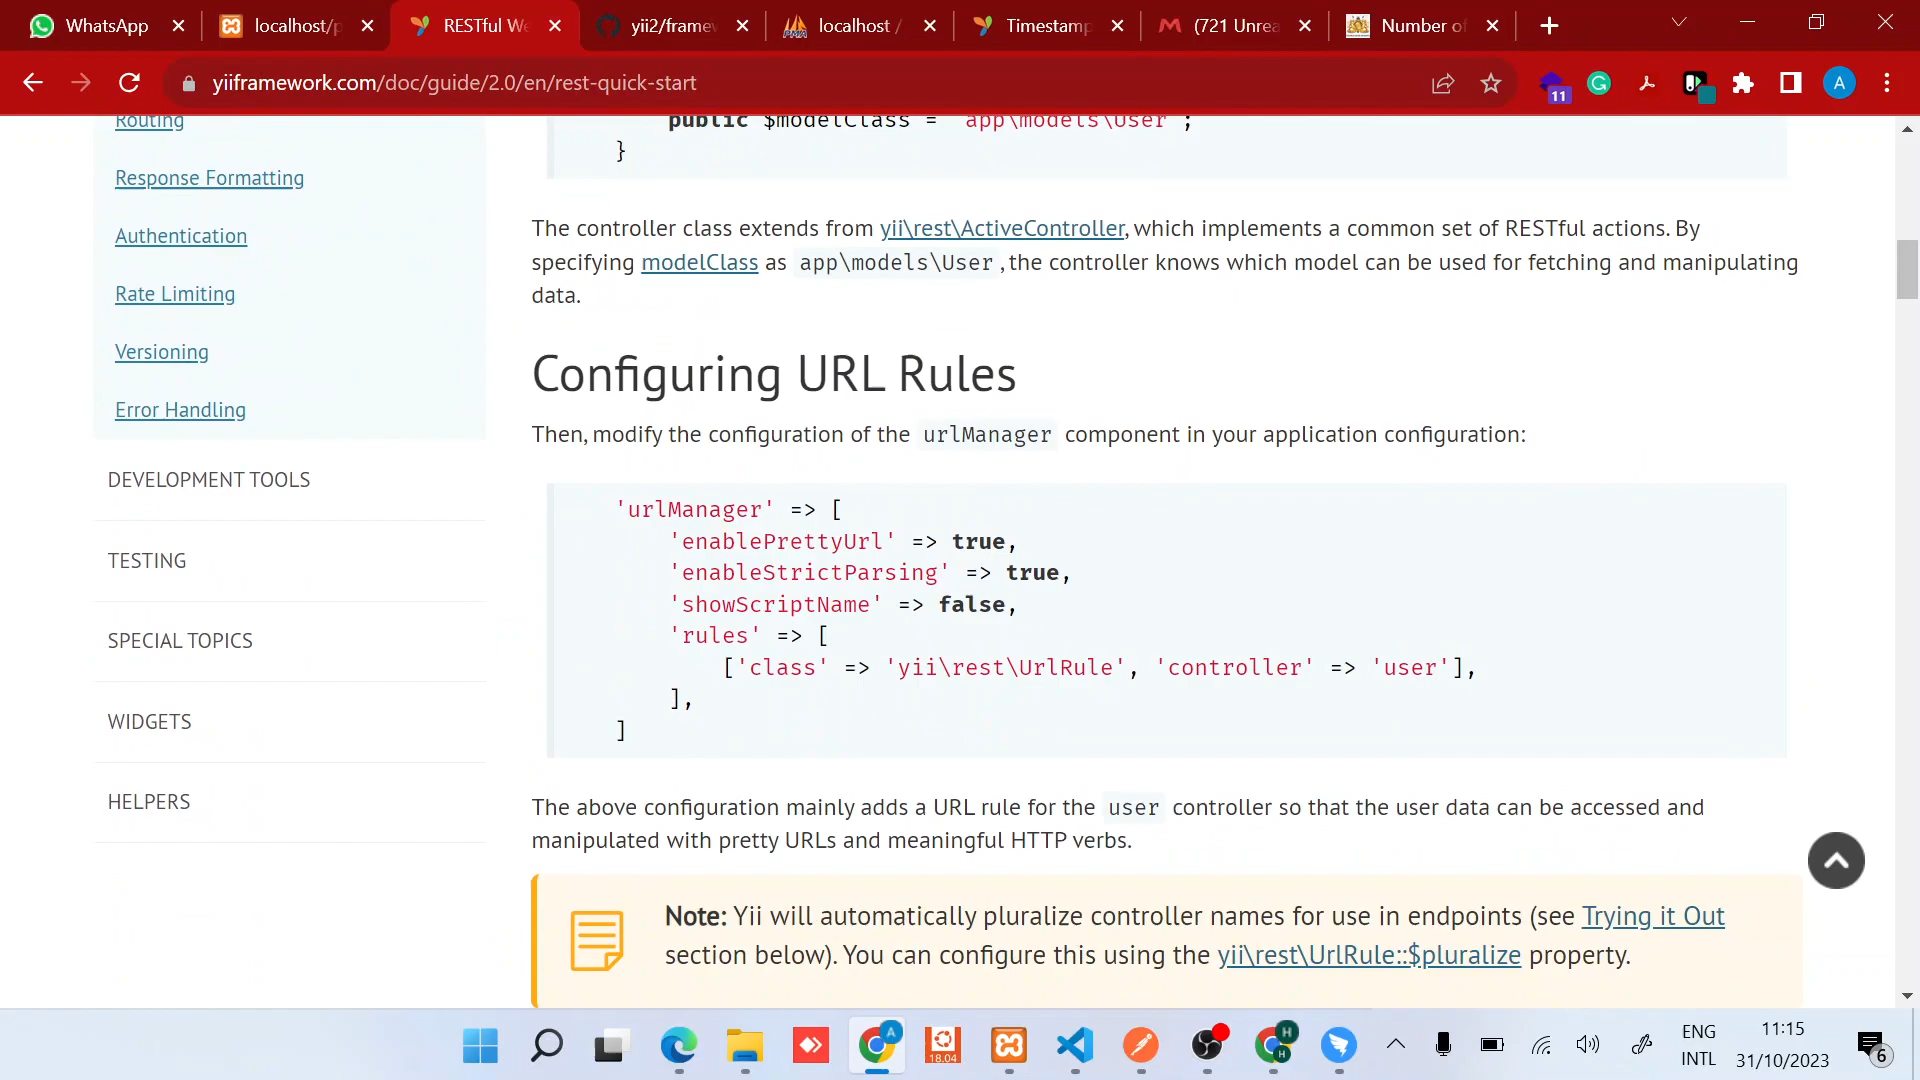 WhatsApp
localhost/p
RESTful We
yii2/frame
localhost /
Timestamp
(721 Unrea
Number of
yiiframework.com/doc/guide/2.0/en/rest-quick-start
11
A
Routing
Response Formatting
Authentication
Rate Limiting
Versioning
Error Handling
DEVELOPMENT TOOLS
TESTING
SPECIAL TOPICS
WIDGETS
HELPERS
public $modelClass = 'app\models\User';
}
The controller class extends from yii\rest\ActiveController, which implements a common set of RESTful actions. By
specifying modelClass as app\models\User, the controller knows which model can be used for fetching and manipulating
data.
Configuring URL Rules
Then, modify the configuration of the urlManager component in your application configuration:
'urlManager' => [
'enablePrettyUrl' => true,
'enableStrictParsing' => true,
'showScriptName' => false,
'rules' => [
['class' => 'yii\rest\UrlRule', 'controller' => 'user'],
],
]
The above configuration mainly adds a URL rule for the user controller so that the user data can be accessed and
manipulated with pretty URLs and meaningful HTTP verbs.
Note: Yii will automatically pluralize controller names for use in endpoints (see Trying it Out
section below). You can configure this using the yii\rest\UrlRule::$pluralize property.
A
18.04
H
H
ENG
INTL
11:15
31/10/2023
6